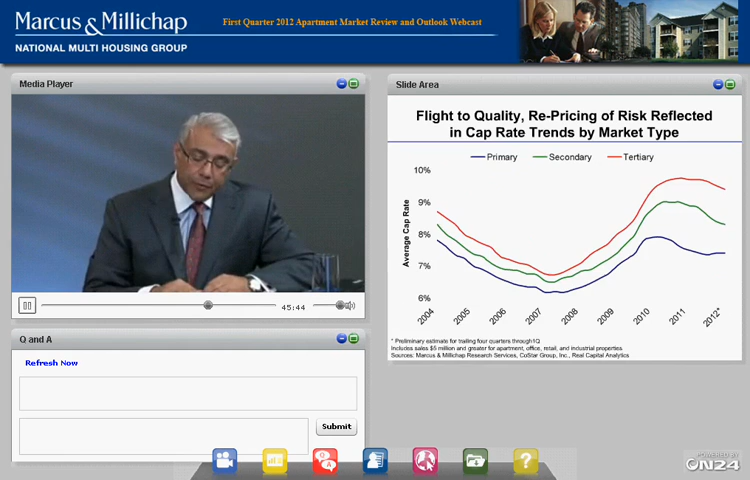 Marcus & Millichap
NATIONAL MULTI HOUSING GROUP
First Quarter 2012 Apartment Market Review and Outlook Webcast
Media Player
45:44
Q and A
Refresh Now
Submit
Slide Area
Flight to Quality, Re-Pricing of Risk Reflected
in Cap Rate Trends by Market Type
Primary Secondary Tertiary
Average Cap Rate
10%
9%
8%
7%
6%
2004 2005 2006 2007 2008 2009 2010 2011 2012*
* Preliminary estimate for trailing four quarters through1Q
Includes sales $5 million and greater for apartment, office, retail, and industrial properties
Sources: Marcus & Millichap Research Services, CoStar Group, Inc., Real Capital Analytics
Q
A
?
POWERED BY
ON24